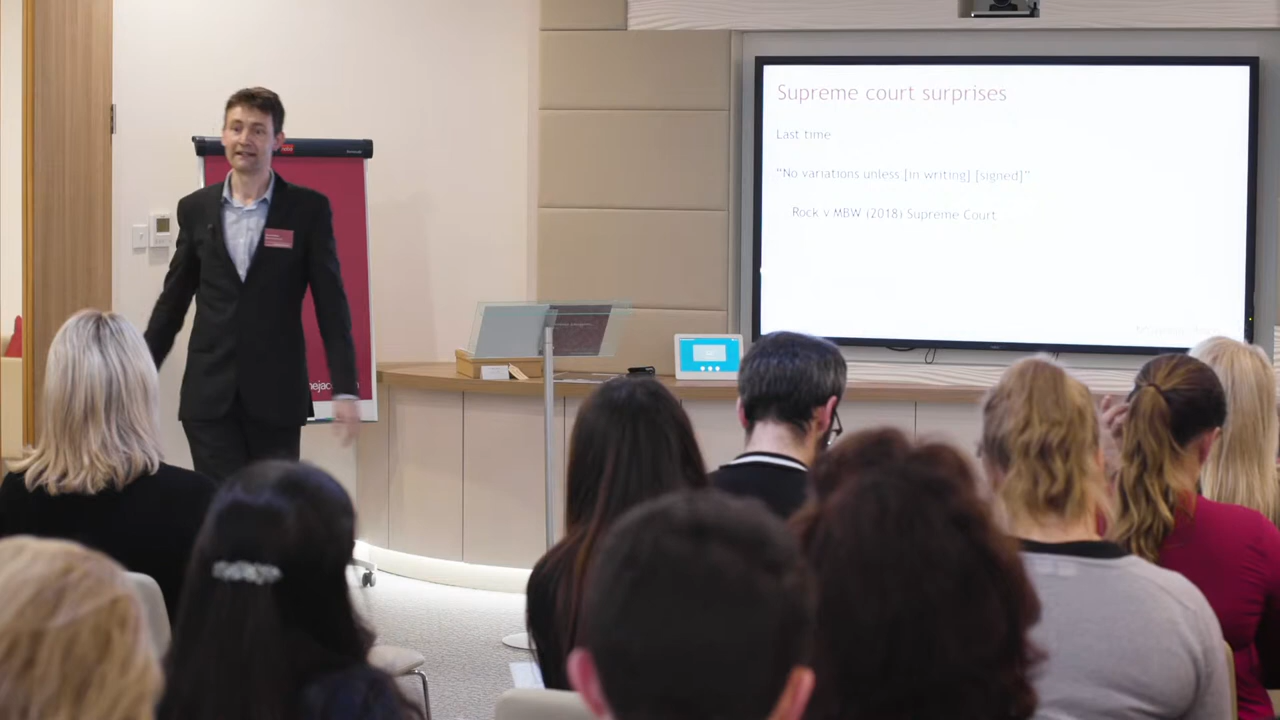 Supreme court surprises
Last time
"No variations unless [in writing] [signed]"
Rock v MBW (2018) Supreme Court